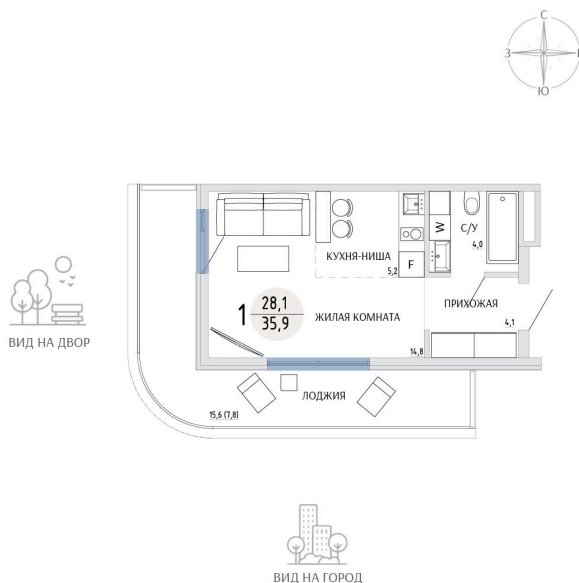 С
З
Ю
W
С/У
4,0
КУХНЯ-НИША
5,2
F
ПРИХОЖАЯ
4,1
1
28,1
35,9
ЖИЛАЯ КОМНАТА
14,8
ВИД НА ДВОР
ЛОДЖИЯ
15,6 (7,8)
ВИД НА ГОРОД